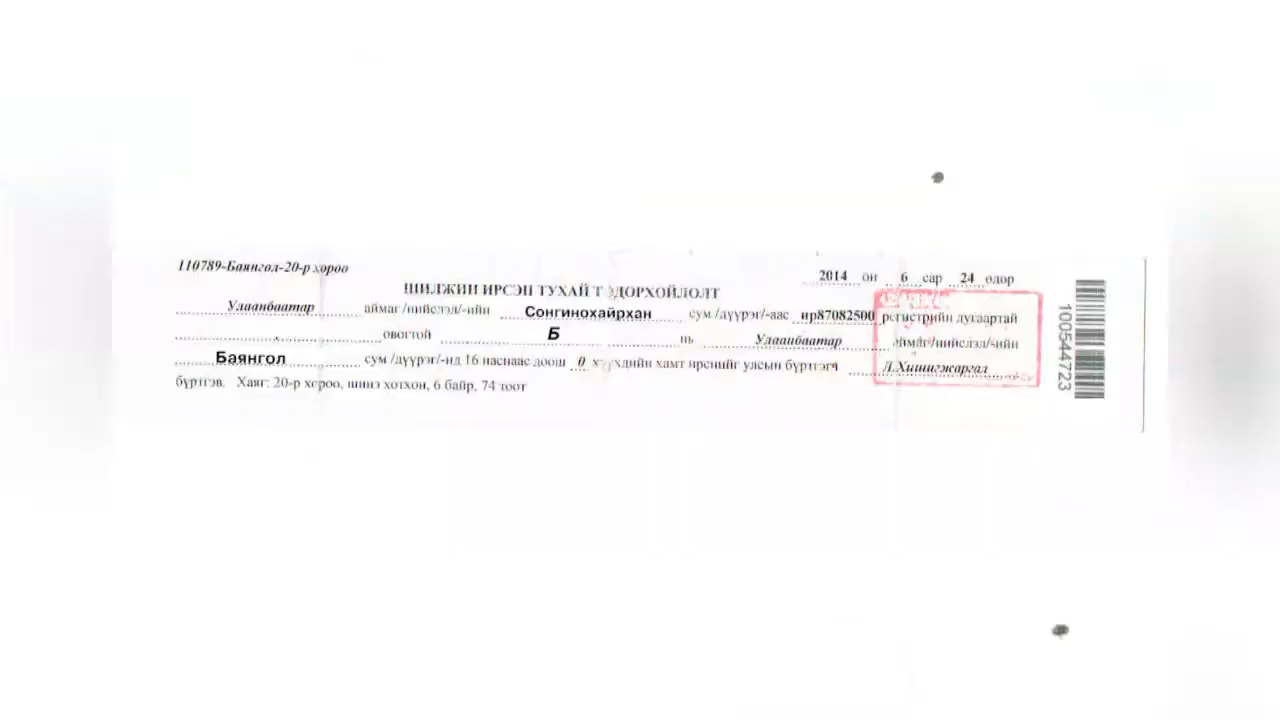 110789-Баянгол-20-р хороо
2014 он 6 сар 24 өдөр
ШИЛЖИН ИРСЭН ТУХАЙ ТОДОРХОЙЛОЛТ
Улаанбаатар аймаг/нийслэл/-ийн Сонгинохайрхан сум /дүүрэг/-аас ир87082500 регистрийн дугаартай
овогтой Б нь Улаанбаатар аймаг/нийслэл/-ийн
Баянгол сум /дүүрэг/-нд 16 наснаас доош 0 хүүхдийн хамт ирснийг улсын бүртгэгч Л.Хишигжаргал
бүртгэв. Хаяг: 20-р хороо, шинэ хотхон, 6 байр, 74 тоот
1005447723